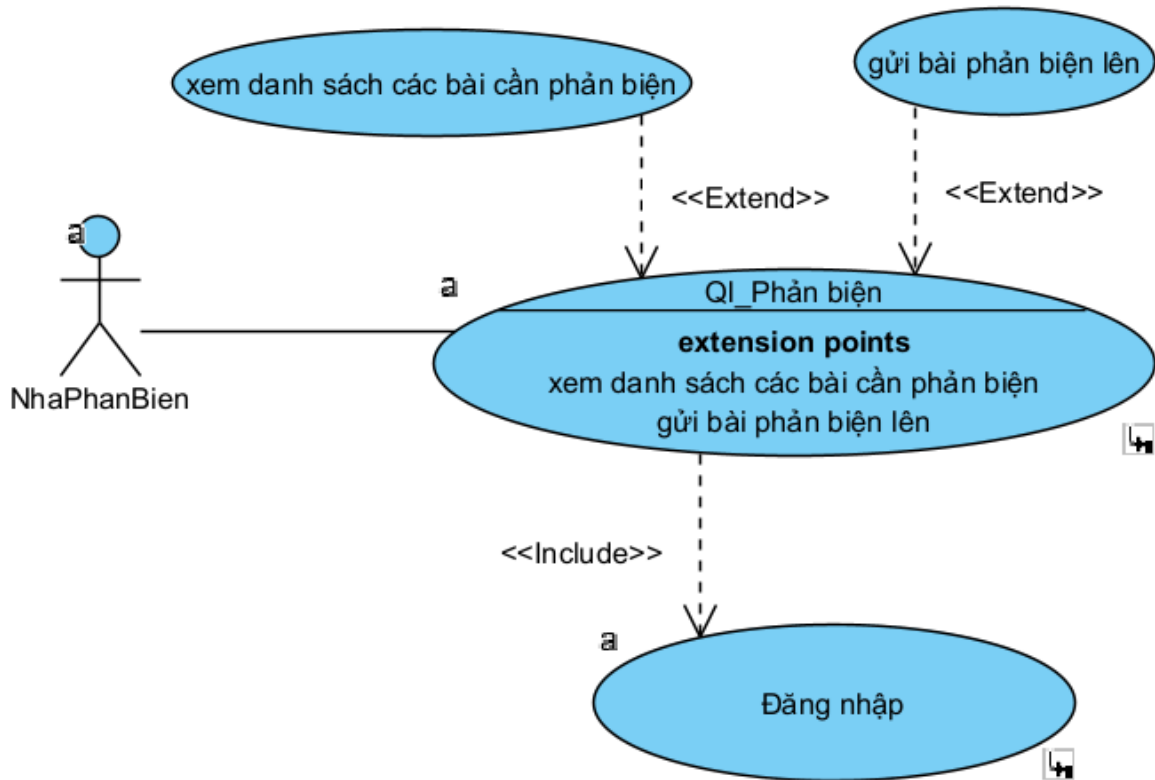 xem danh sách các bài cần phản biện
gửi bài phản biện lên
<<Extend>>
<<Extend>>
a
a
QI_Phản biện
extension points
xem danh sách các bài cần phản biện
gửi bài phản biện lên
NhaPhanBien
<<Include>>
a
Đăng nhập